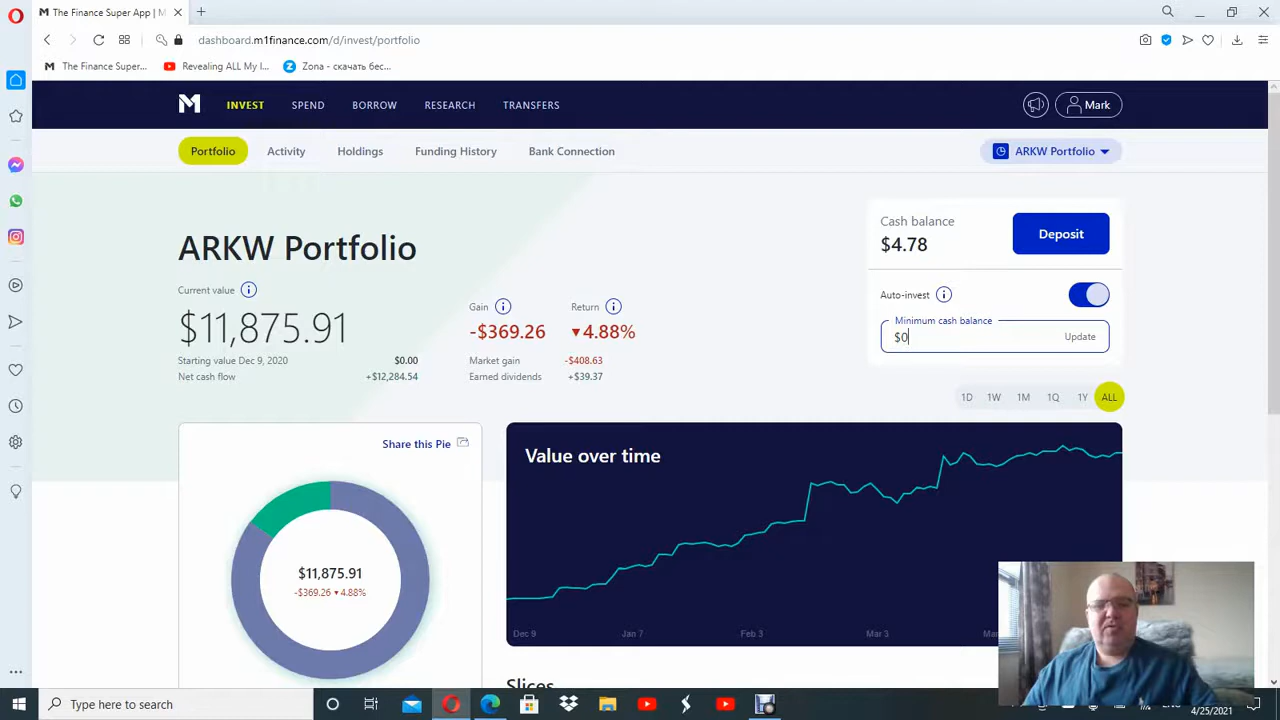 The Finance Super App | M
dashboard.m1finance.com/d/invest/portfolio
The Finance Super...
Revealing ALL My I...
Zona - скачать бес...
INVEST
SPEND
BORROW
RESEARCH
TRANSFERS
Mark
Portfolio
Activity
Holdings
Funding History
Bank Connection
ARKW Portfolio
Cash balance
$4.78
Deposit
ARKW Portfolio
Current value
$11,875.91
Starting value Dec 9, 2020 $0.00
Net cash flow +$12,284.54
Gain
-$369.26
Return
▼4.88%
Market gain -$408.63
Earned dividends +$39.37
Auto-invest
Minimum cash balance
$0 Update
1D 1W 1M 1Q 1Y ALL
Share this Pie
$11,875.91
-$369.26 ▼4.88%
Value over time
Dec 9 Jan 7 Feb 3 Mar 3
Slices
Type here to search
4/25/2021